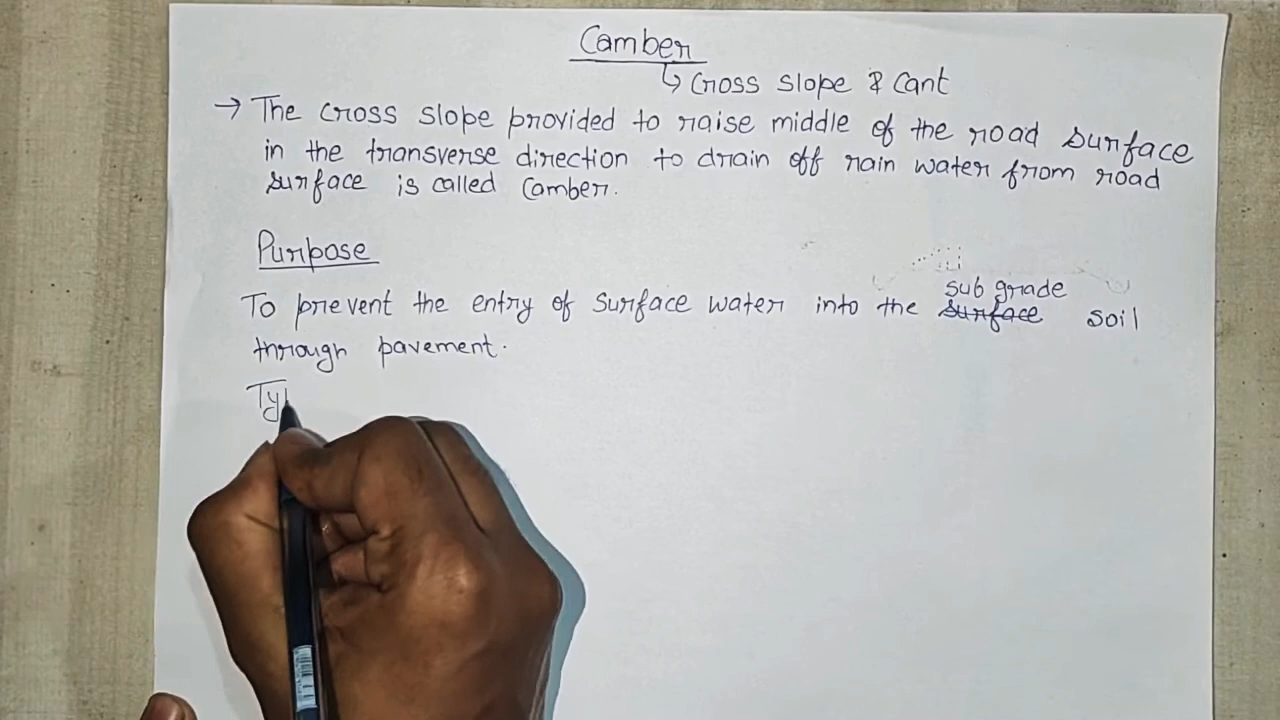 Camber
↳ Cross slope & Cant
→ The cross slope provided to raise middle of the road surface
in the transverse direction to drain off rain water from road
surface is called Camber.
Purpose
sub grade
To prevent the entry of surface water into the surface soil
through pavement.
Ty